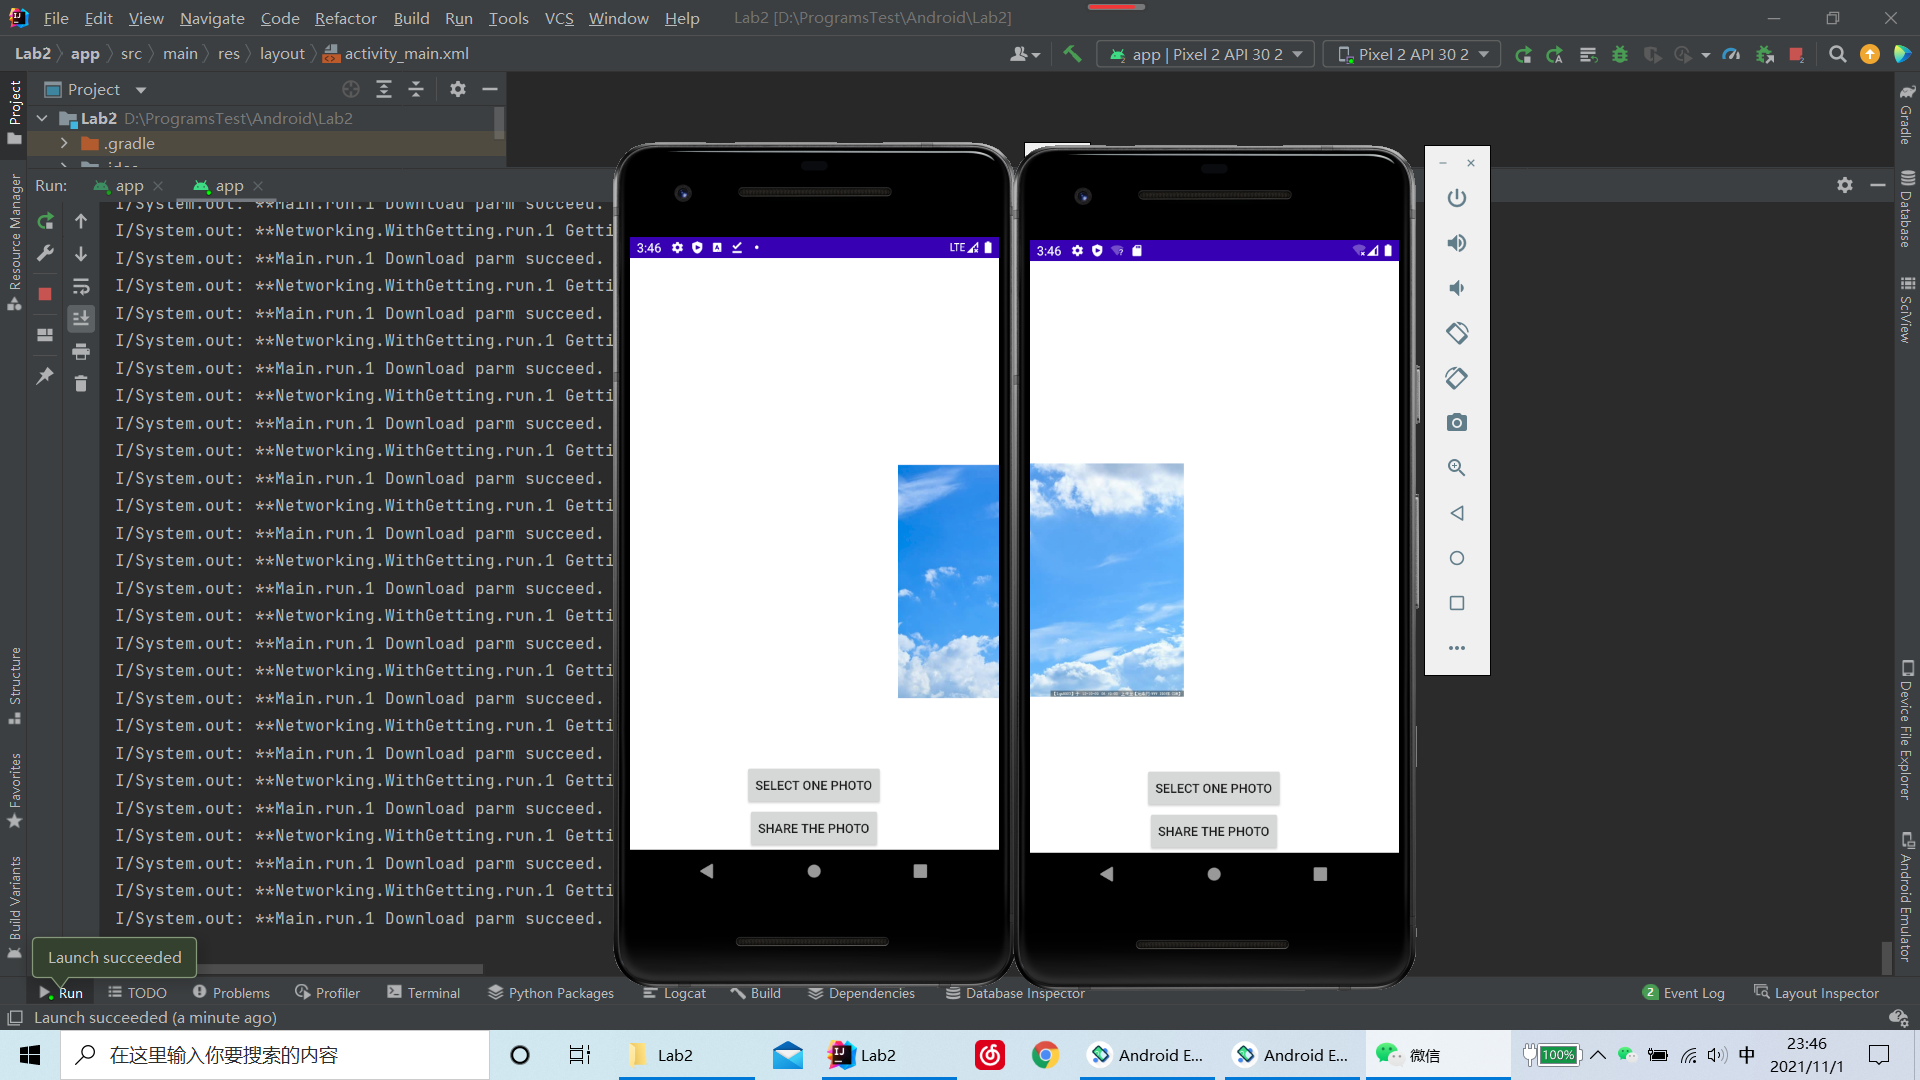 File Edit View Navigate Code Refactor Build Run Tools VCS Window Help Lab2 [D:\ProgramsTest\Android\Lab2]
Lab2 app src main res layout activity_main.xml app | Pixel 2 API 30 2 Pixel 2 API 30 2
Project
Lab2 D:\ProgramsTest\Android\Lab2
.gradle
Run: app app
I/System.out: **Main.run.1 Download parm succeed.
I/System.out: **Networking.WithGetting.run.1 Getti
I/System.out: **Main.run.1 Download parm succeed.
I/System.out: **Networking.WithGetting.run.1 Getti
I/System.out: **Main.run.1 Download parm succeed.
I/System.out: **Networking.WithGetting.run.1 Getti
I/System.out: **Main.run.1 Download parm succeed.
I/System.out: **Networking.WithGetting.run.1 Getti
I/System.out: **Main.run.1 Download parm succeed.
I/System.out: **Networking.WithGetting.run.1 Getti
I/System.out: **Main.run.1 Download parm succeed.
I/System.out: **Networking.WithGetting.run.1 Getti
I/System.out: **Main.run.1 Download parm succeed.
I/System.out: **Networking.WithGetting.run.1 Getti
I/System.out: **Main.run.1 Download parm succeed.
I/System.out: **Networking.WithGetting.run.1 Getti
I/System.out: **Main.run.1 Download parm succeed.
I/System.out: **Networking.WithGetting.run.1 Getti
I/System.out: **Main.run.1 Download parm succeed.
I/System.out: **Networking.WithGetting.run.1 Getti
I/System.out: **Main.run.1 Download parm succeed.
I/System.out: **Networking.WithGetting.run.1 Getti
I/System.out: **Main.run.1 Download parm succeed.
I/System.out: **Networking.WithGetting.run.1 Getti
I/System.out: **Main.run.1 Download parm succeed.
I/System.out: **Networking.WithGetting.run.1 Getti
I/System.out: **Main.run.1 Download parm succeed.
3:46 LTE
SELECT ONE PHOTO
SHARE THE PHOTO
3:46
SELECT ONE PHOTO
SHARE THE PHOTO
Project
Resource Manager
Structure
Favorites
Build Variants
Gradle
Database
SciView
Device File Explorer
Android Emulator
Launch succeeded
Run TODO Problems Profiler Terminal Python Packages Logcat Build Dependencies Database Inspector 2 Event Log Layout Inspector
Launch succeeded (a minute ago)
在这里输入你要搜索的内容 Lab2 Lab2 Android E... Android E... 微信 100% 中 23:46
2021/11/1